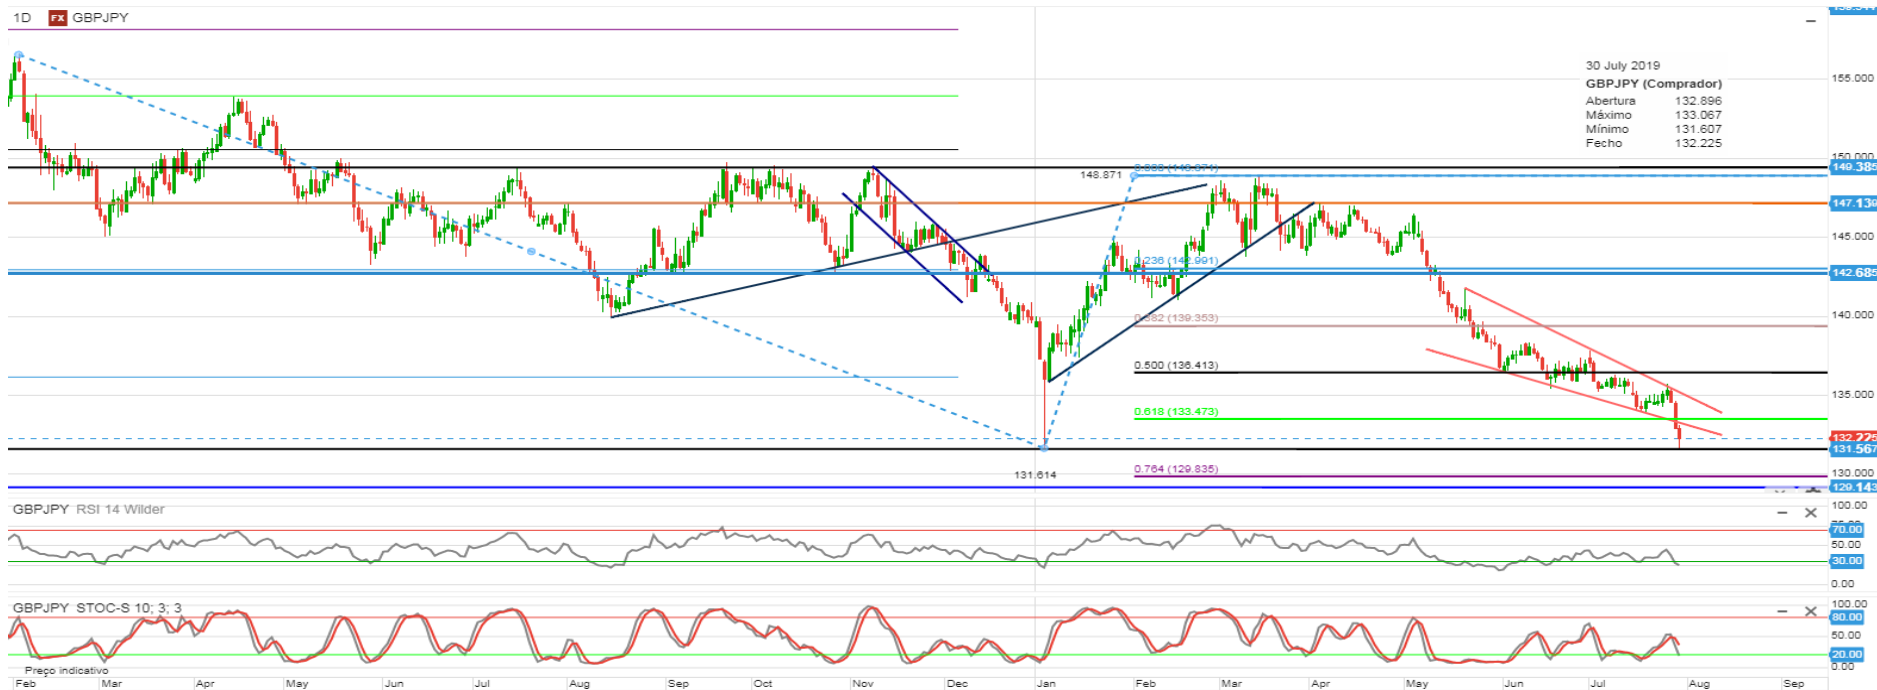 1D FX GBPJPY
155.000
30 July 2019
GBPJPY (Comprador)
Abertura 132.896
Máximo 133.067
Mínimo 131.607
Fecho 132.225
150.000
149.385
148.871
147.139
145.000
0.236 (142.991)
142.685
140.000
0.382 (139.353)
0.500 (136.413)
135.000
0.618 (133.473)
132.225
131.567
131.614
0.764 (129.835)
130.000
129.143
GBPJPY RSI 14 Wilder
100.00
70.00
50.00
30.00
0.00
GBPJPY STOC-S 10; 3; 3
100.00
80.00
50.00
20.00
0.00
Preço indicativo
Feb Mar Apr May Jun Jul Aug Sep Oct Nov Dec Jan Feb Mar Apr May Jun Jul Aug Sep